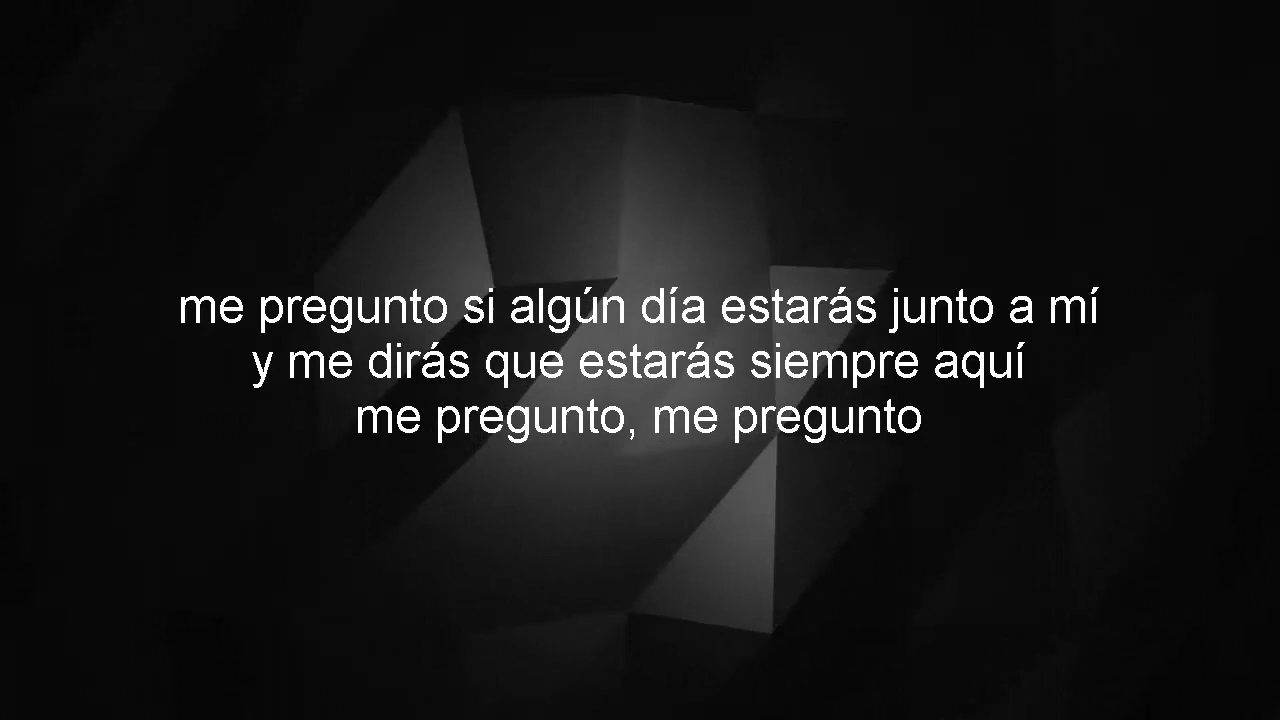 me pregunto si algún día estarás junto a mí
y me dirás que estarás siempre aquí
me pregunto, me pregunto